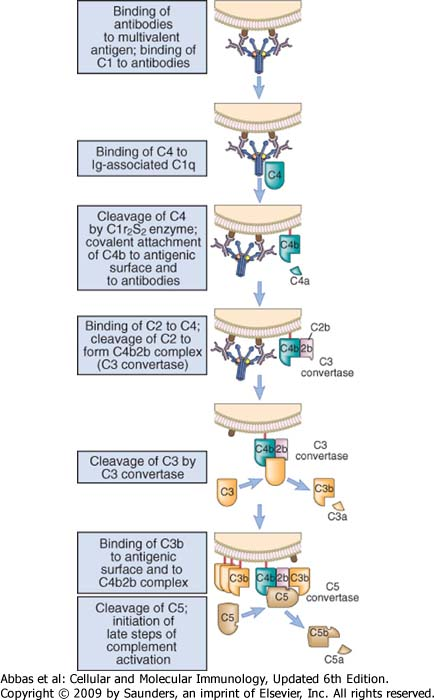 Binding of
antibodies
to multivalent
antigen; binding of
C1 to antibodies
Binding of C4 to
Ig-associated C1q
C4
Cleavage of C4
by C1r2S2 enzyme;
covalent attachment
of C4b to antigenic
surface and
to antibodies
C4b
C4a
Binding of C2 to C4;
cleavage of C2 to
form C4b2b complex
(C3 convertase)
C2b
C4b 2b
C3
convertase
Cleavage of C3 by
C3 convertase
C4b 2b
C3
convertase
C3
C3b
C3a
Binding of C3b
to antigenic
surface and to
C4b2b complex
C3b
C4b 2b C3b
C5
convertase
C5
Cleavage of C5;
initiation of
late steps of
complement
activation
C5
C5b
C5a
Abbas et al: Cellular and Molecular Immunology, Updated 6th Edition.
Copyright © 2009 by Saunders, an imprint of Elsevier, Inc. All rights reserved.